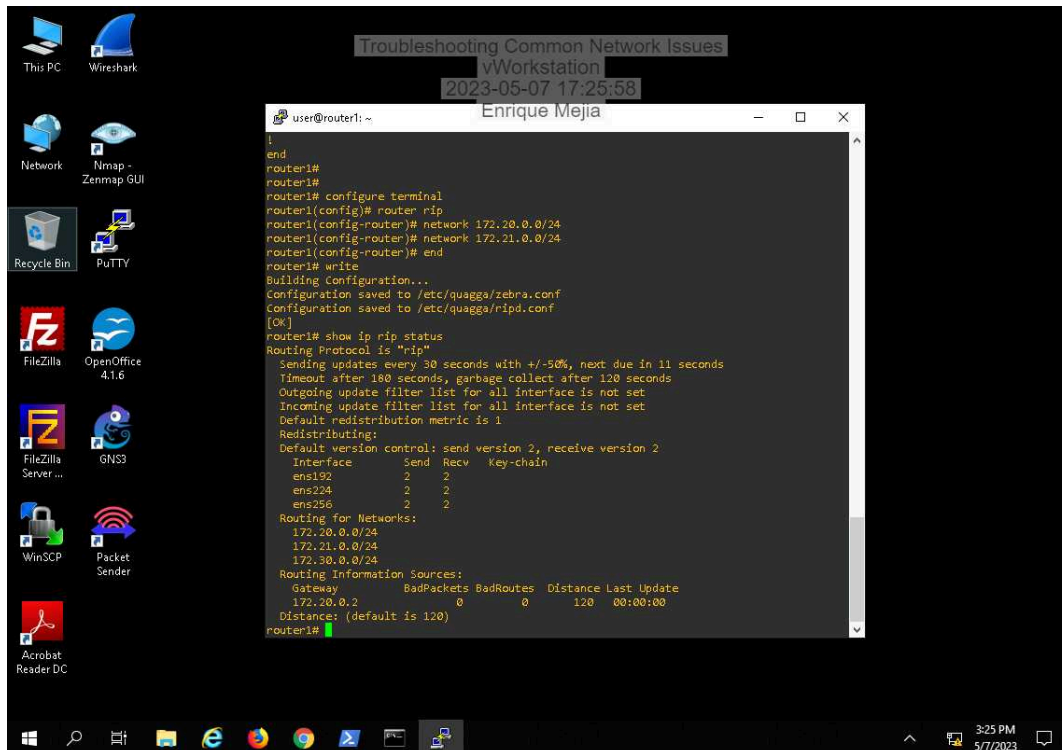 Troubleshooting Common Network Issues
vWorkstation
2023-05-07 17:25:58
Enrique Mejia
This PC
Wireshark
Network
Nmap -
Zenmap GUI
Recycle Bin
PuTTY
FileZilla
OpenOffice
4.1.6
FileZilla
Server ...
GNS3
WinSCP
Packet
Sender
Acrobat
Reader DC
user@router1: ~
!
end
router1#
router1#
router1# configure terminal
router1(config)# router rip
router1(config-router)# network 172.20.0.0/24
router1(config-router)# network 172.21.0.0/24
router1(config-router)# end
router1# write
Building Configuration...
Configuration saved to /etc/quagga/zebra.conf
Configuration saved to /etc/quagga/ripd.conf
[OK]
router1# show ip rip status
Routing Protocol is "rip"
Sending updates every 30 seconds with +/-50%, next due in 11 seconds
Timeout after 180 seconds, garbage collect after 120 seconds
Outgoing update filter list for all interface is not set
Incoming update filter list for all interface is not set
Default redistribution metric is 1
Redistributing:
Default version control: send version 2, receive version 2
Interface Send Recv Key-chain
ens192 2 2
ens224 2 2
ens256 2 2
Routing for Networks:
172.20.0.0/24
172.21.0.0/24
172.30.0.0/24
Routing Information Sources:
Gateway BadPackets BadRoutes Distance Last Update
172.20.0.2 0 0 120 00:00:00
Distance: (default is 120)
router1#
3:25 PM
5/7/2023